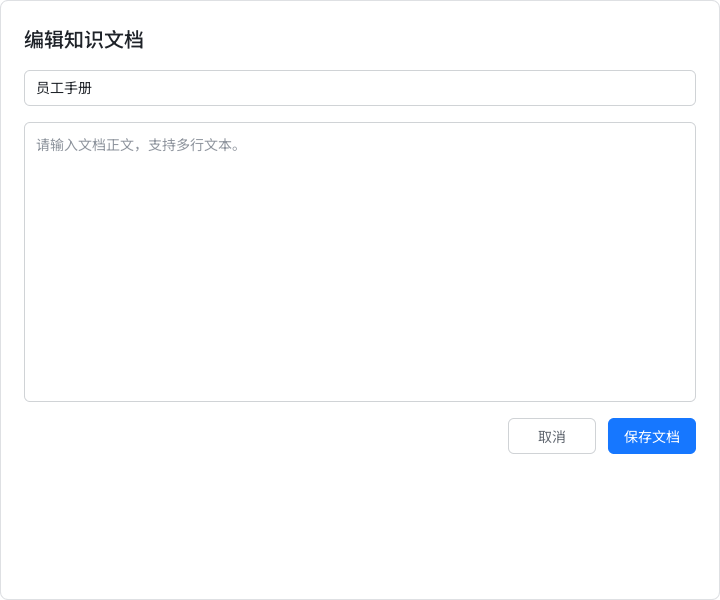 编辑知识文档
员工手册
请输入文档正文，支持多行文本。
取消
保存文档